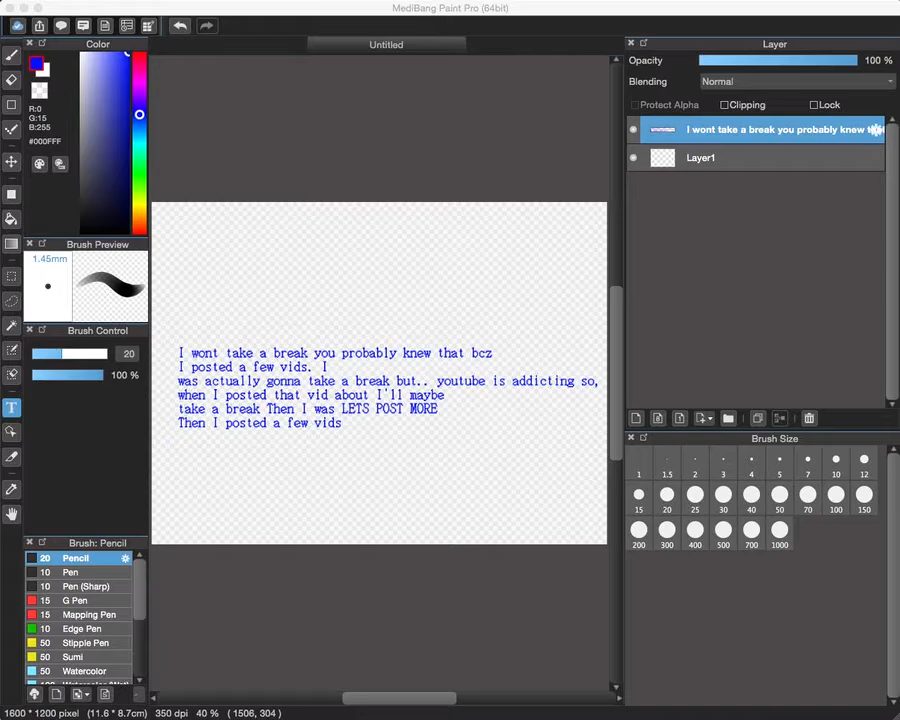 MediBang Paint Pro (64bit)
Color
Untitled
Layer
Opacity 100 %
Blending Normal
Protect Alpha Clipping Lock
I wont take a break you probably knew
Layer1
R:0
G:15
B:255
#000FFF
Brush Preview
1.45mm
Brush Control
20
100 %
I wont take a break you probably knew that bcz
I posted a few vids. I
was actually gonna take a break but.. youtube is addicting so,
when I posted that vid about I'll maybe
take a break Then I was LETS POST MORE
Then I posted a few vids
T
Brush Size
1 1.5 2 3 4 5 7 10 12
15 20 25 30 40 50 70 100 150
200 300 400 500 700 1000
Brush: Pencil
20 Pencil
10 Pen
10 Pen (Sharp)
15 G Pen
15 Mapping Pen
10 Edge Pen
50 Stipple Pen
50 Sumi
50 Watercolor
1600 * 1200 pixel (11.6 * 8.7cm) 350 dpi 40 % ( 1506, 304 )